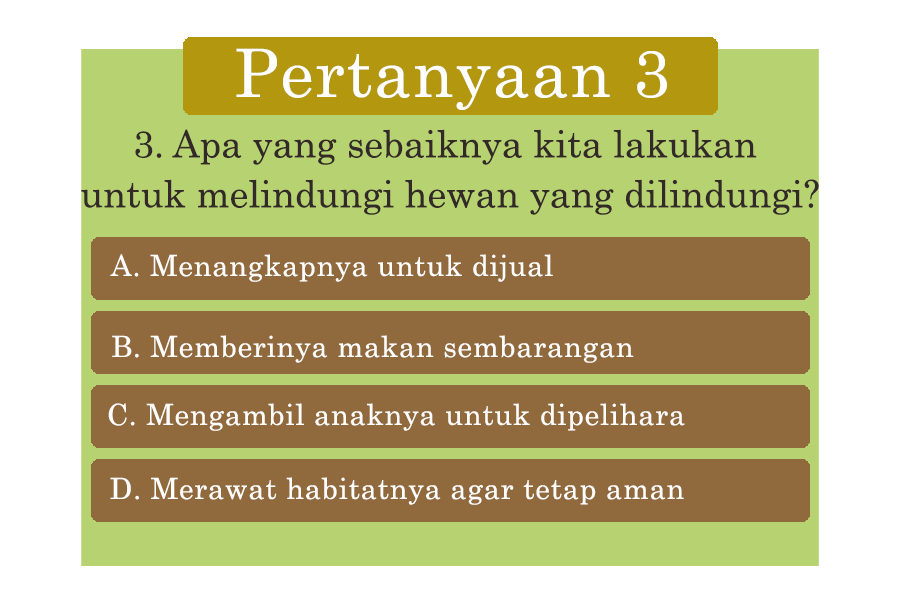 Pertanyaan 3
3. Apa yang sebaiknya kita lakukan
untuk melindungi hewan yang dilindungi?
A. Menangkapnya untuk dijual
B. Memberinya makan sembarangan
C. Mengambil anaknya untuk dipelihara
D. Merawat habitatnya agar tetap aman